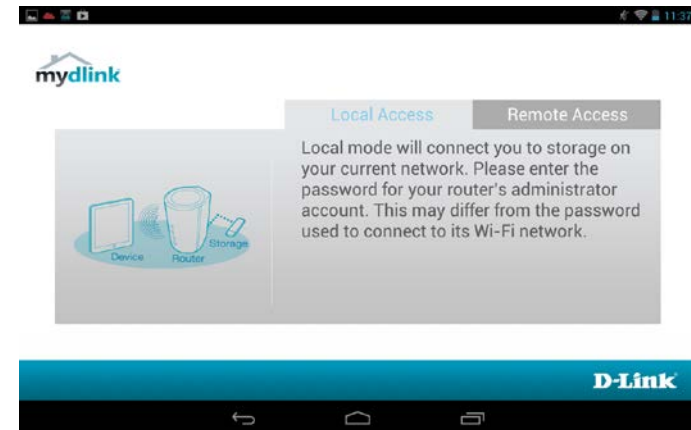 11:37
mydlink
Local Access
Remote Access
Local mode will connect you to storage on
your current network. Please enter the
password for your router's administrator
account. This may differ from the password
used to connect to its Wi-Fi network.
Storage
Device
Router
D-Link